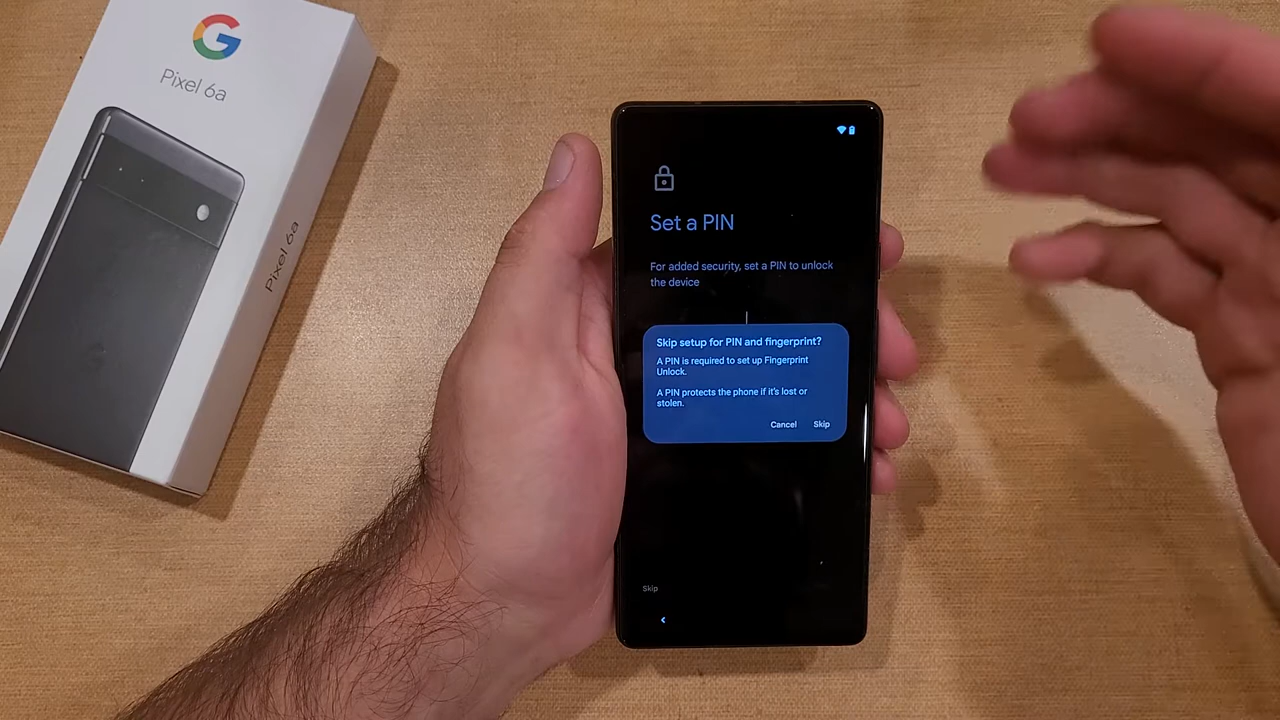 G
Pixel 6a
Pixel 6a
Set a PIN
For added security, set a PIN to unlock
the device
Skip setup for PIN and fingerprint?
A PIN is required to set up Fingerprint
Unlock.
A PIN protects the phone if it's lost or
stolen.
Cancel Skip
Skip